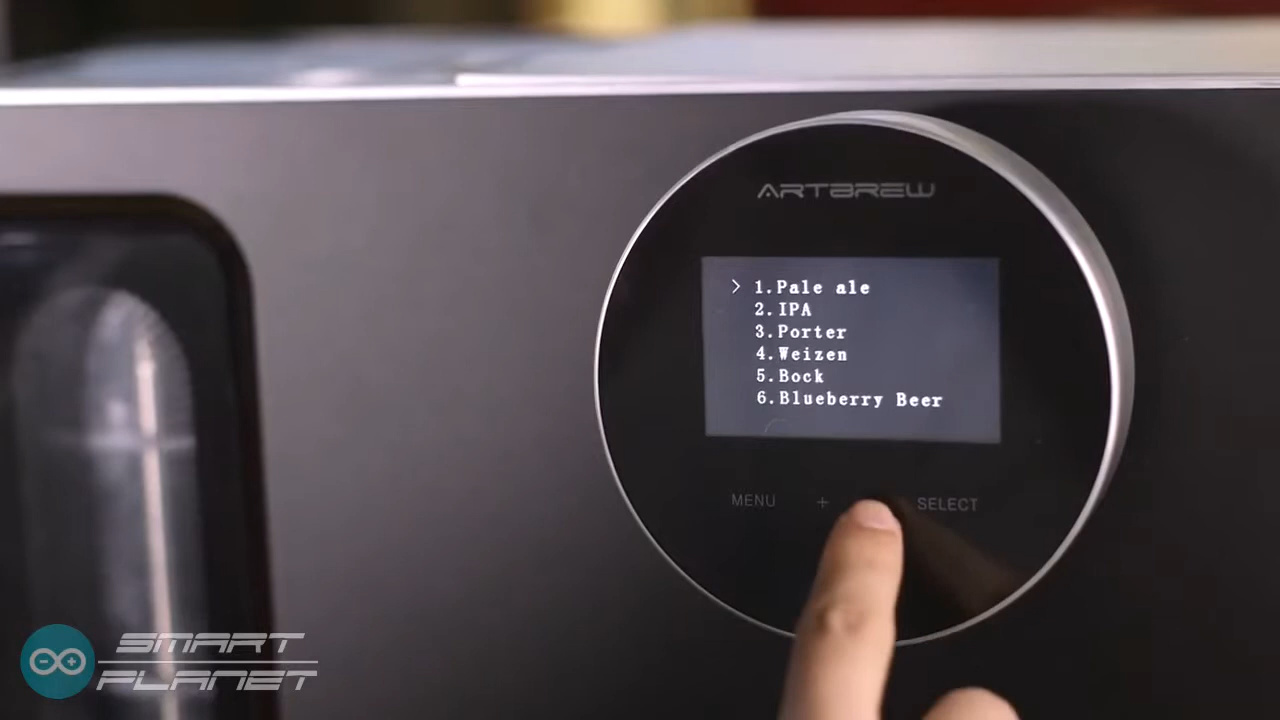 ARTBREW
> 1.Pale ale
2.IPA
3.Porter
4.Weizen
5.Bock
6.Blueberry Beer
MENU + SELECT
SMART
PLANET